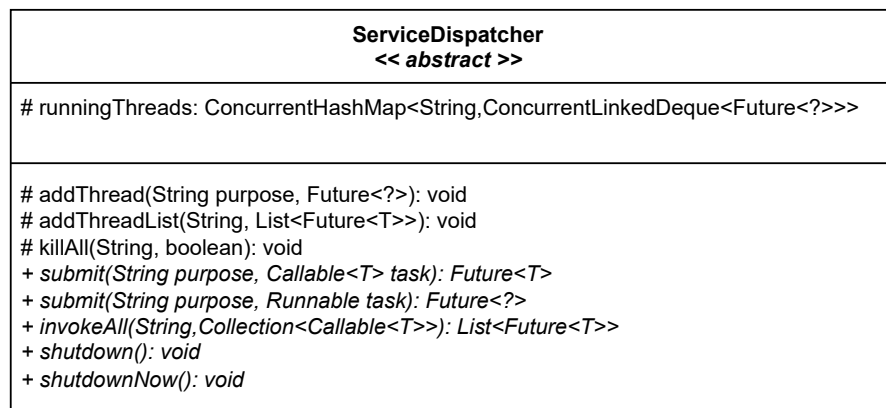 ServiceDispatcher
<< abstract >>
# runningThreads: ConcurrentHashMap<String,ConcurrentLinkedDeque<Future<?>>>
# addThread(String purpose, Future<?>): void
# addThreadList(String, List<Future<T>>): void
# killAll(String, boolean): void
+ submit(String purpose, Callable<T> task): Future<T>
+ submit(String purpose, Runnable task): Future<?>
+ invokeAll(String,Collection<Callable<T>>): List<Future<T>>
+ shutdown(): void
+ shutdownNow(): void